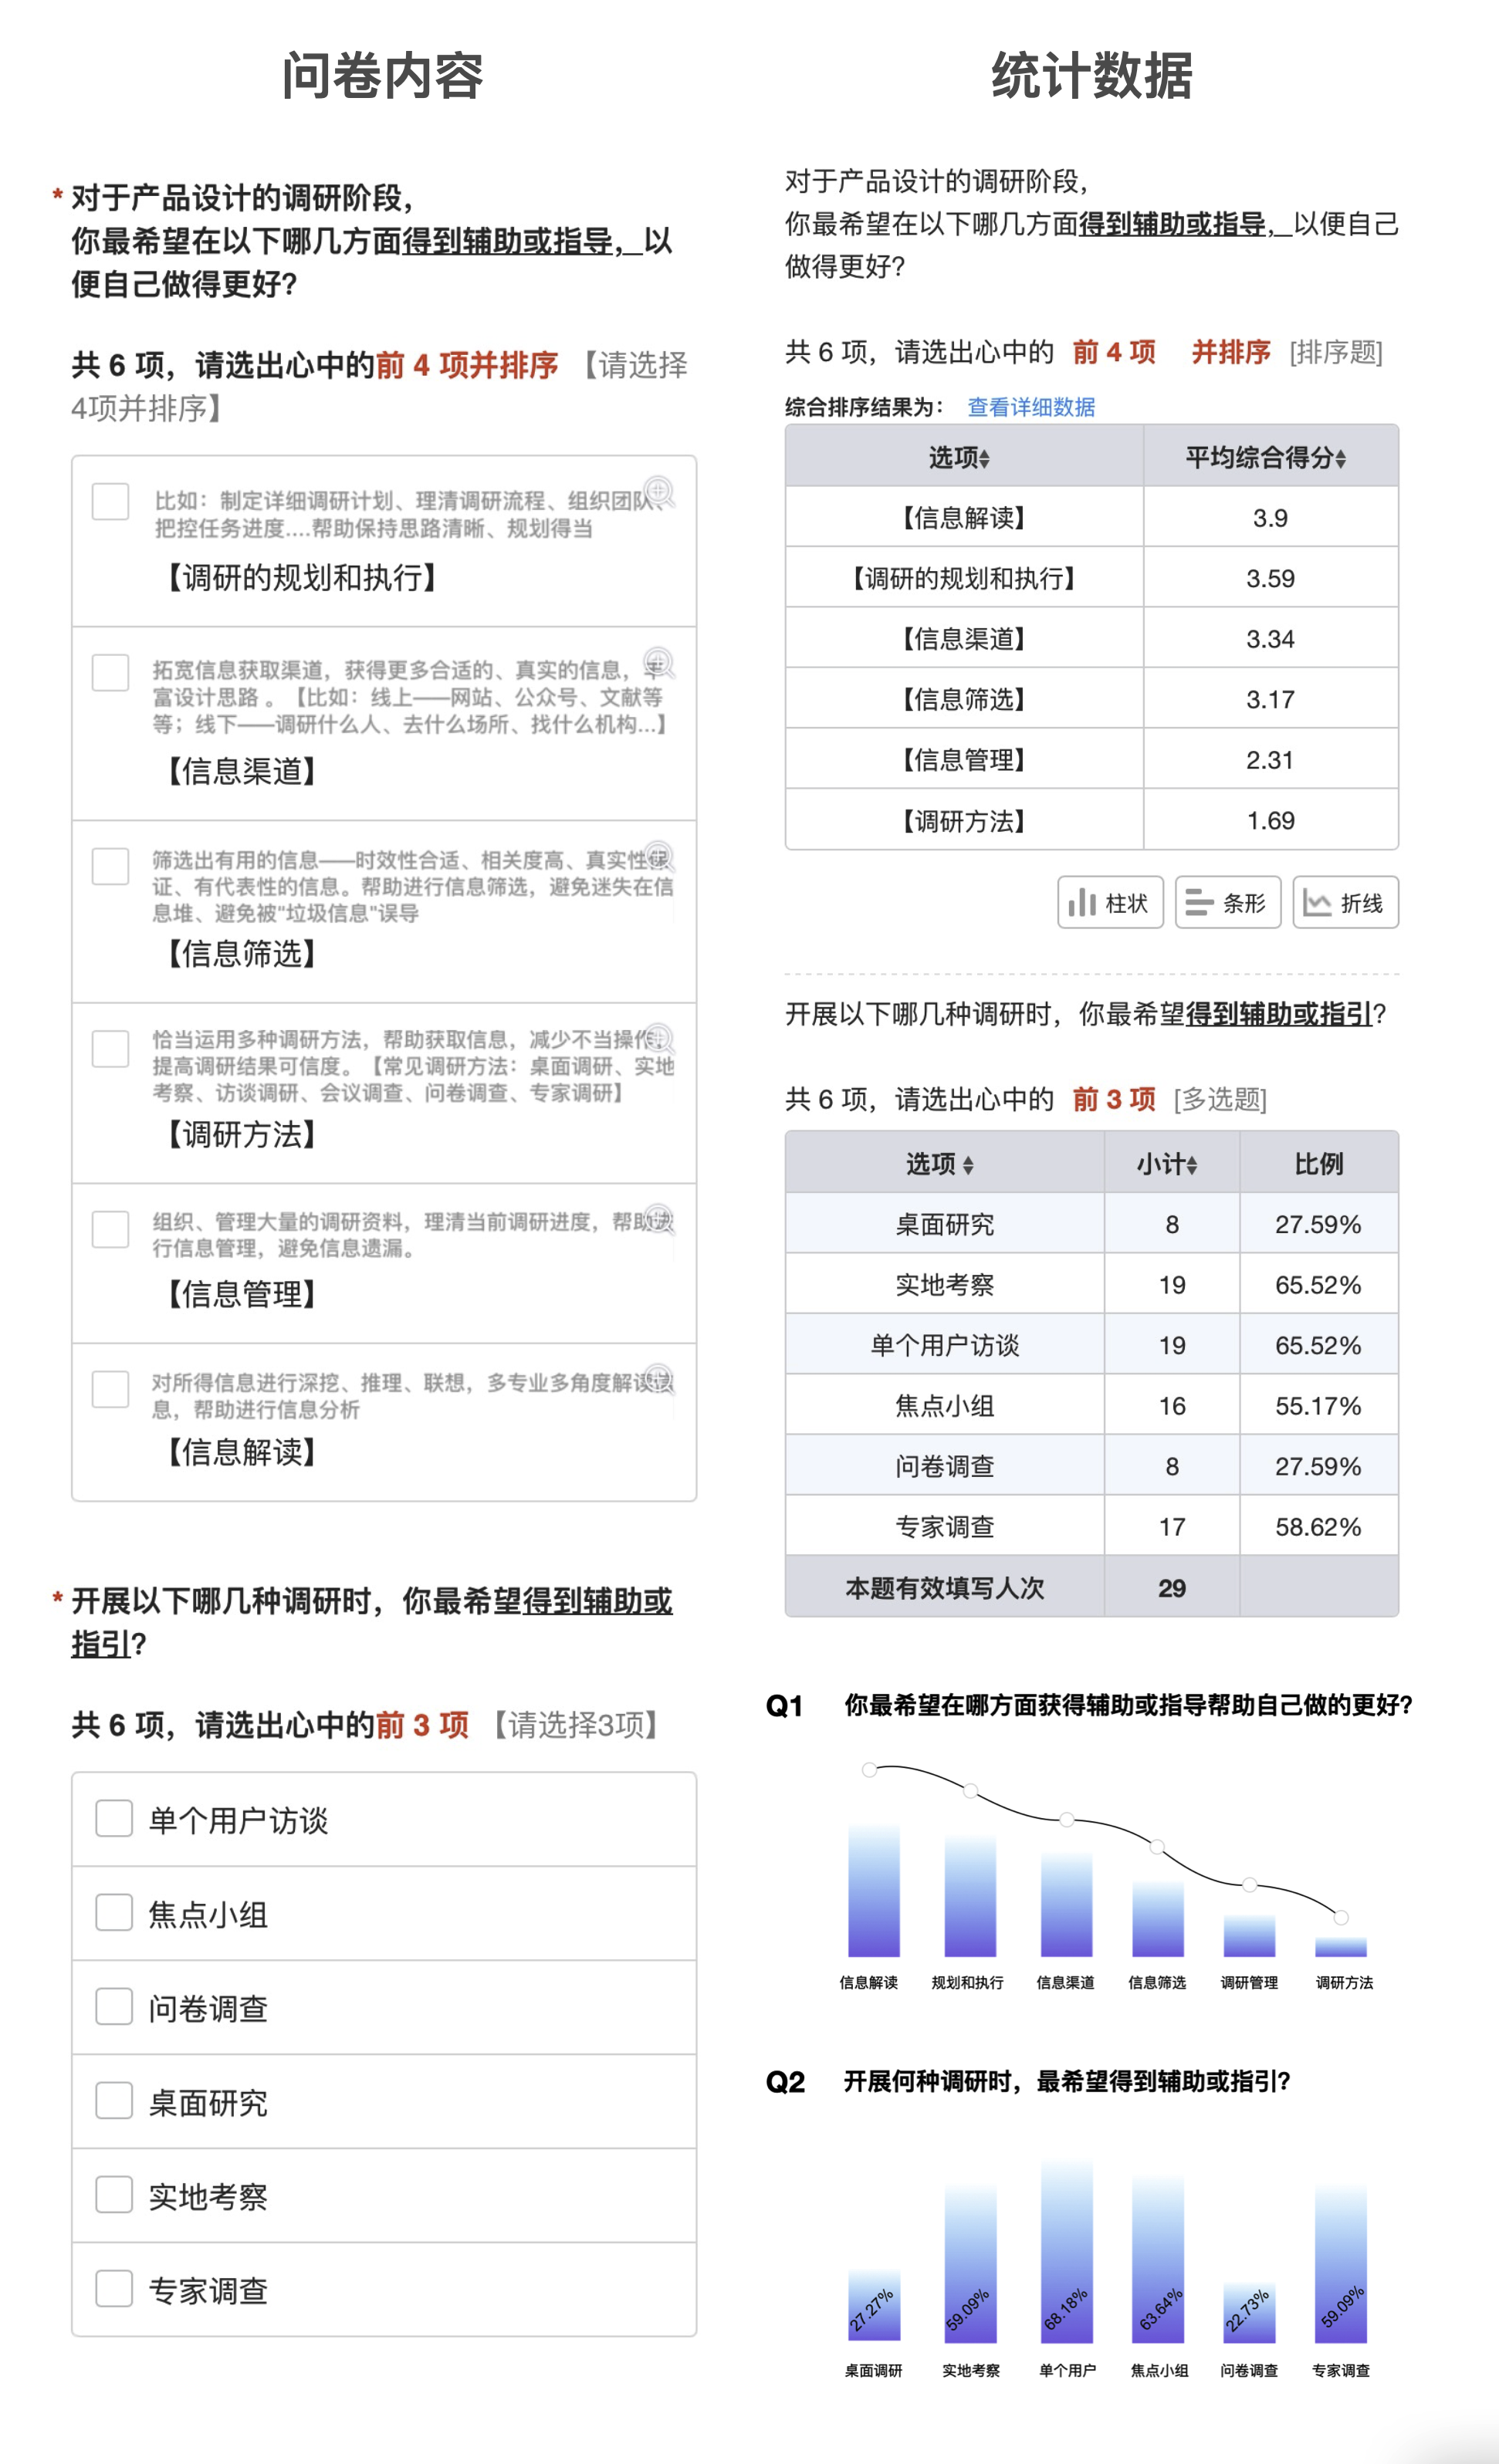 问卷内容
* 对于产品设计的调研阶段，
你最希望在以下哪几方面得到辅助或指导，以
便自己做得更好?
共 6 项，请选出心中的前 4 项并排序 【请选择
4项并排序】
比如：制定详细调研计划、理清调研流程、组织团队、
把控任务进度....帮助保持思路清晰、规划得当
【调研的规划和执行】
拓宽信息获取渠道，获得更多合适的、真实的信息，丰
富设计思路 。【比如：线上——网站、公众号、文献等
等；线下——调研什么人、去什么场所、找什么机构...】
【信息渠道】
筛选出有用的信息——时效性合适、相关度高、真实性保
证、有代表性的信息。帮助进行信息筛选，避免迷失在信
息堆、避免被"垃圾信息"误导
【信息筛选】
恰当运用多种调研方法，帮助获取信息，减少不当操作，
提高调研结果可信度。【常见调研方法：桌面调研、实地
考察、访谈调研、会议调查、问卷调查、专家调研】
【调研方法】
组织、管理大量的调研资料，理清当前调研进度，帮助进
行信息管理，避免信息遗漏。
【信息管理】
对所得信息进行深挖、推理、联想，多专业多角度解读信
息，帮助进行信息分析
【信息解读】
* 开展以下哪几种调研时，你最希望得到辅助或
指引?
共 6 项，请选出心中的前 3 项 【请选择3项】
单个用户访谈
焦点小组
问卷调查
桌面研究
实地考察
专家调查
统计数据
对于产品设计的调研阶段，
你最希望在以下哪几方面得到辅助或指导，以便自己
做得更好?
共 6 项，请选出心中的 前 4 项 并排序 [排序题]
综合排序结果为： 查看详细数据
选项 平均综合得分
【信息解读】 3.9
【调研的规划和执行】 3.59
【信息渠道】 3.34
【信息筛选】 3.17
【信息管理】 2.31
【调研方法】 1.69
柱状 条形 折线
开展以下哪几种调研时，你最希望得到辅助或指引?
共 6 项，请选出心中的 前 3 项 [多选题]
选项 小计 比例
桌面研究 8 27.59%
实地考察 19 65.52%
单个用户访谈 19 65.52%
焦点小组 16 55.17%
问卷调查 8 27.59%
专家调查 17 58.62%
本题有效填写人次 29
Q1 你最希望在哪方面获得辅助或指导帮助自己做的更好?
信息解读 规划和执行 信息渠道 信息筛选 调研管理 调研方法
Q2 开展何种调研时，最希望得到辅助或指引?
27.27% 59.09% 68.18% 63.64% 22.73% 59.09%
桌面调研 实地考察 单个用户 焦点小组 问卷调查 专家调查